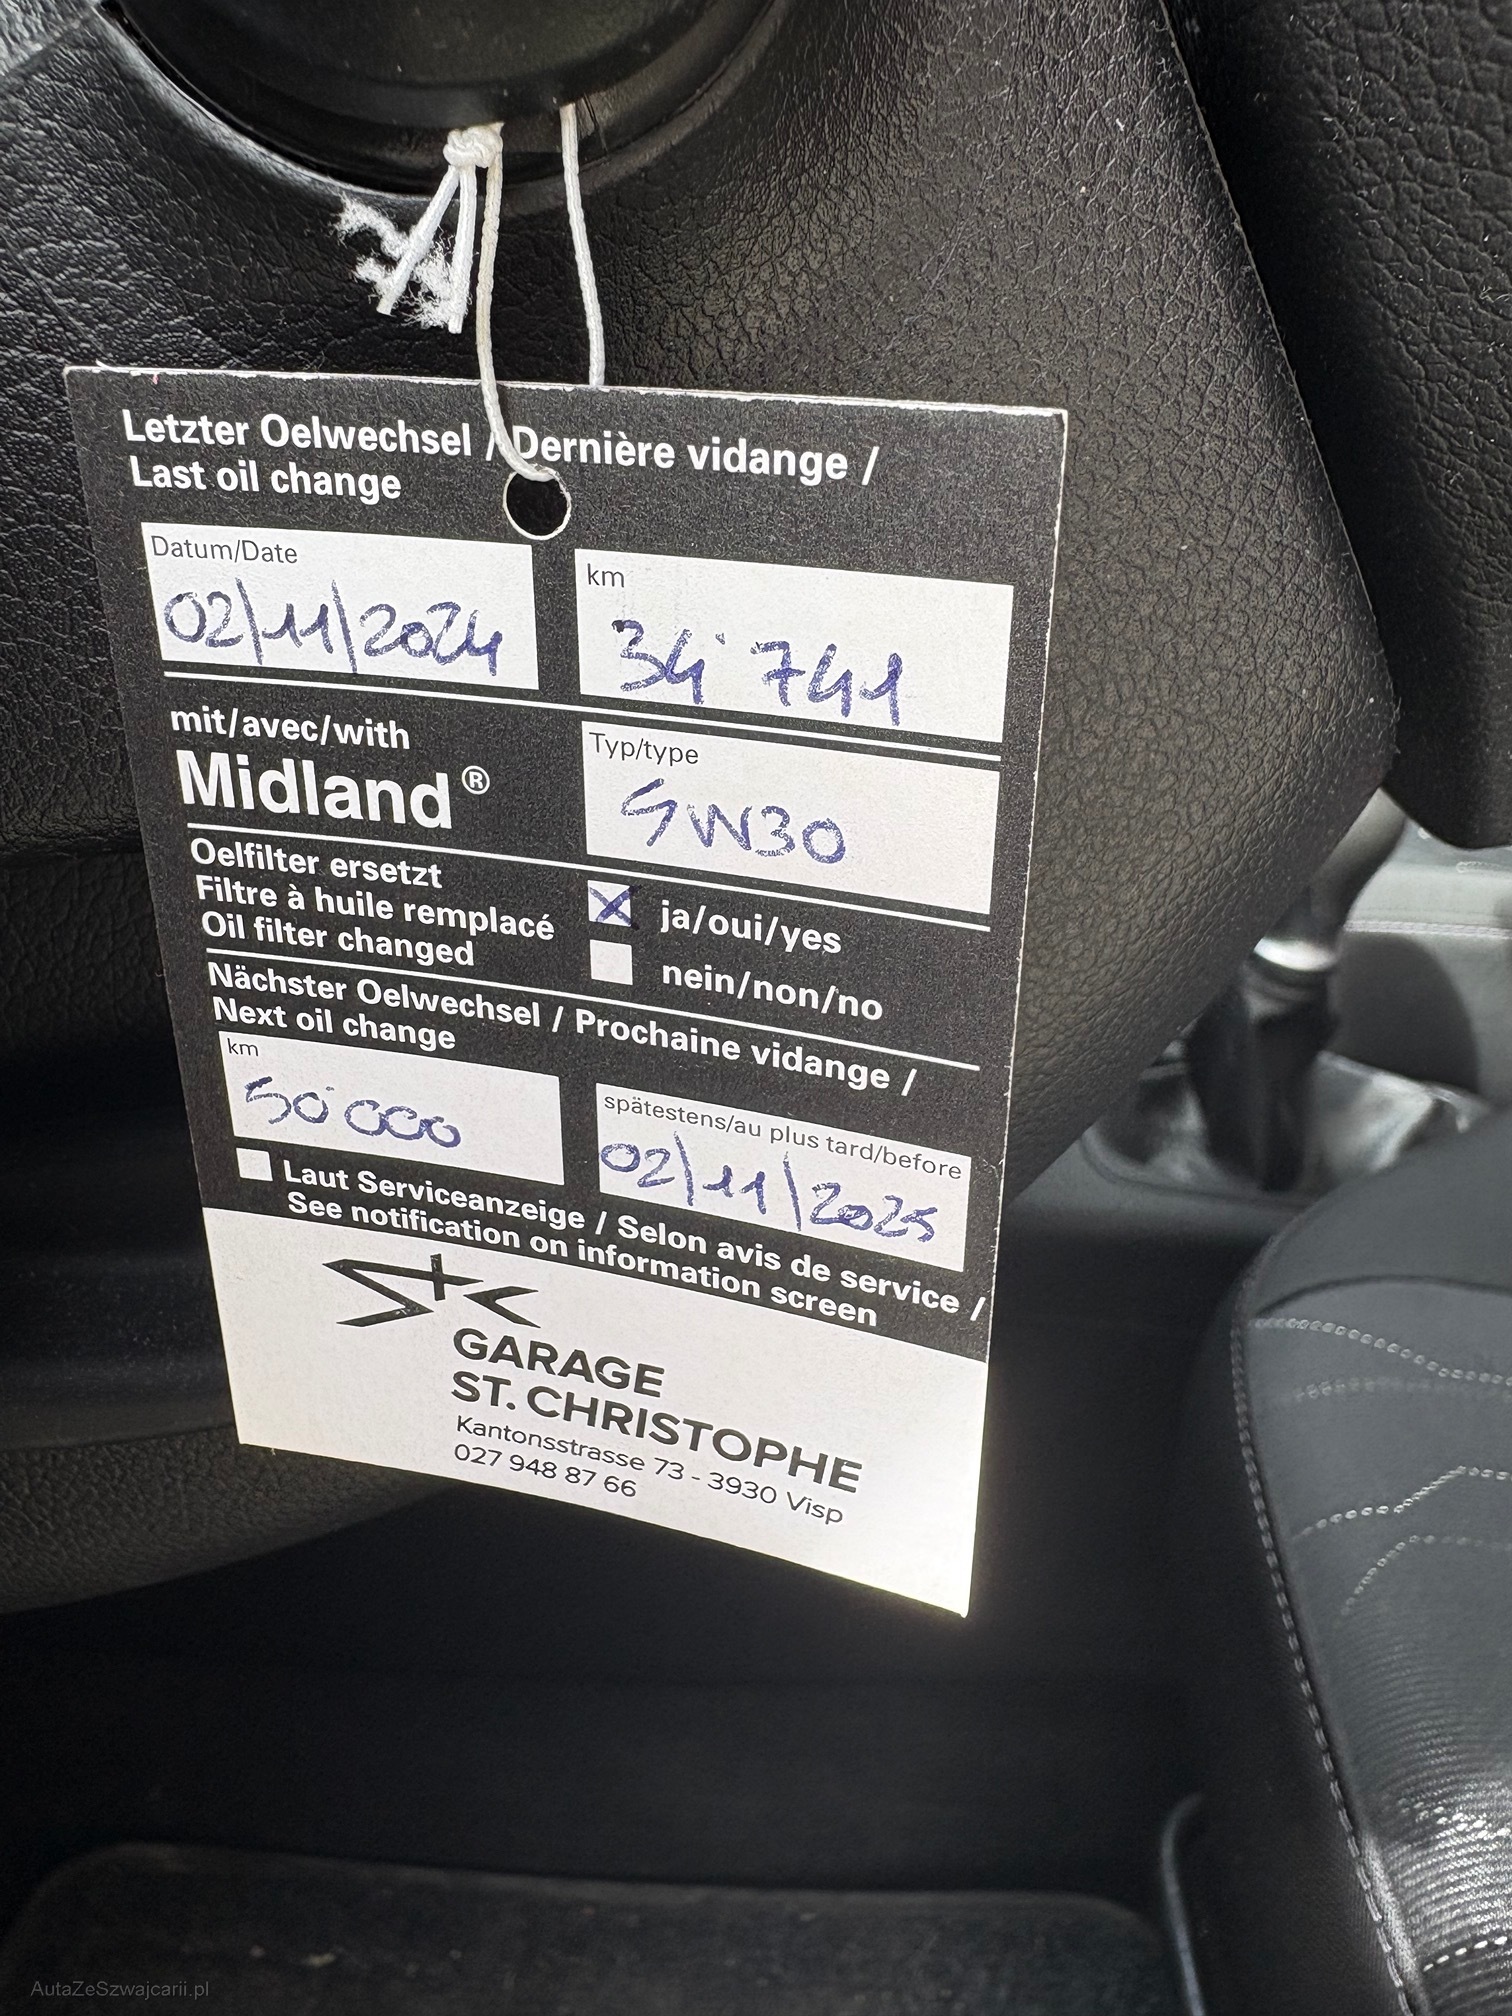 Letzter Oelwechsel / Dernière vidange /
Last oil change
Datum/Date
02/11/2024
km
34'741
mit/avec/with
Midland®
Typ/type
5W30
Oelfilter ersetzt
Filtre à huile remplacé
Oil filter changed
ja/oui/yes
nein/non/no
Nächster Oelwechsel / Prochaine vidange /
Next oil change
km
50'000
spätestens/au plus tard/before
02/11/2025
Laut Serviceanzeige / Selon avis de service /
See notification on information screen
GARAGE
ST. CHRISTOPHE
Kantonsstrasse 73 - 3930 Visp
027 948 87 66
AutaZeSzwajcarii.pl